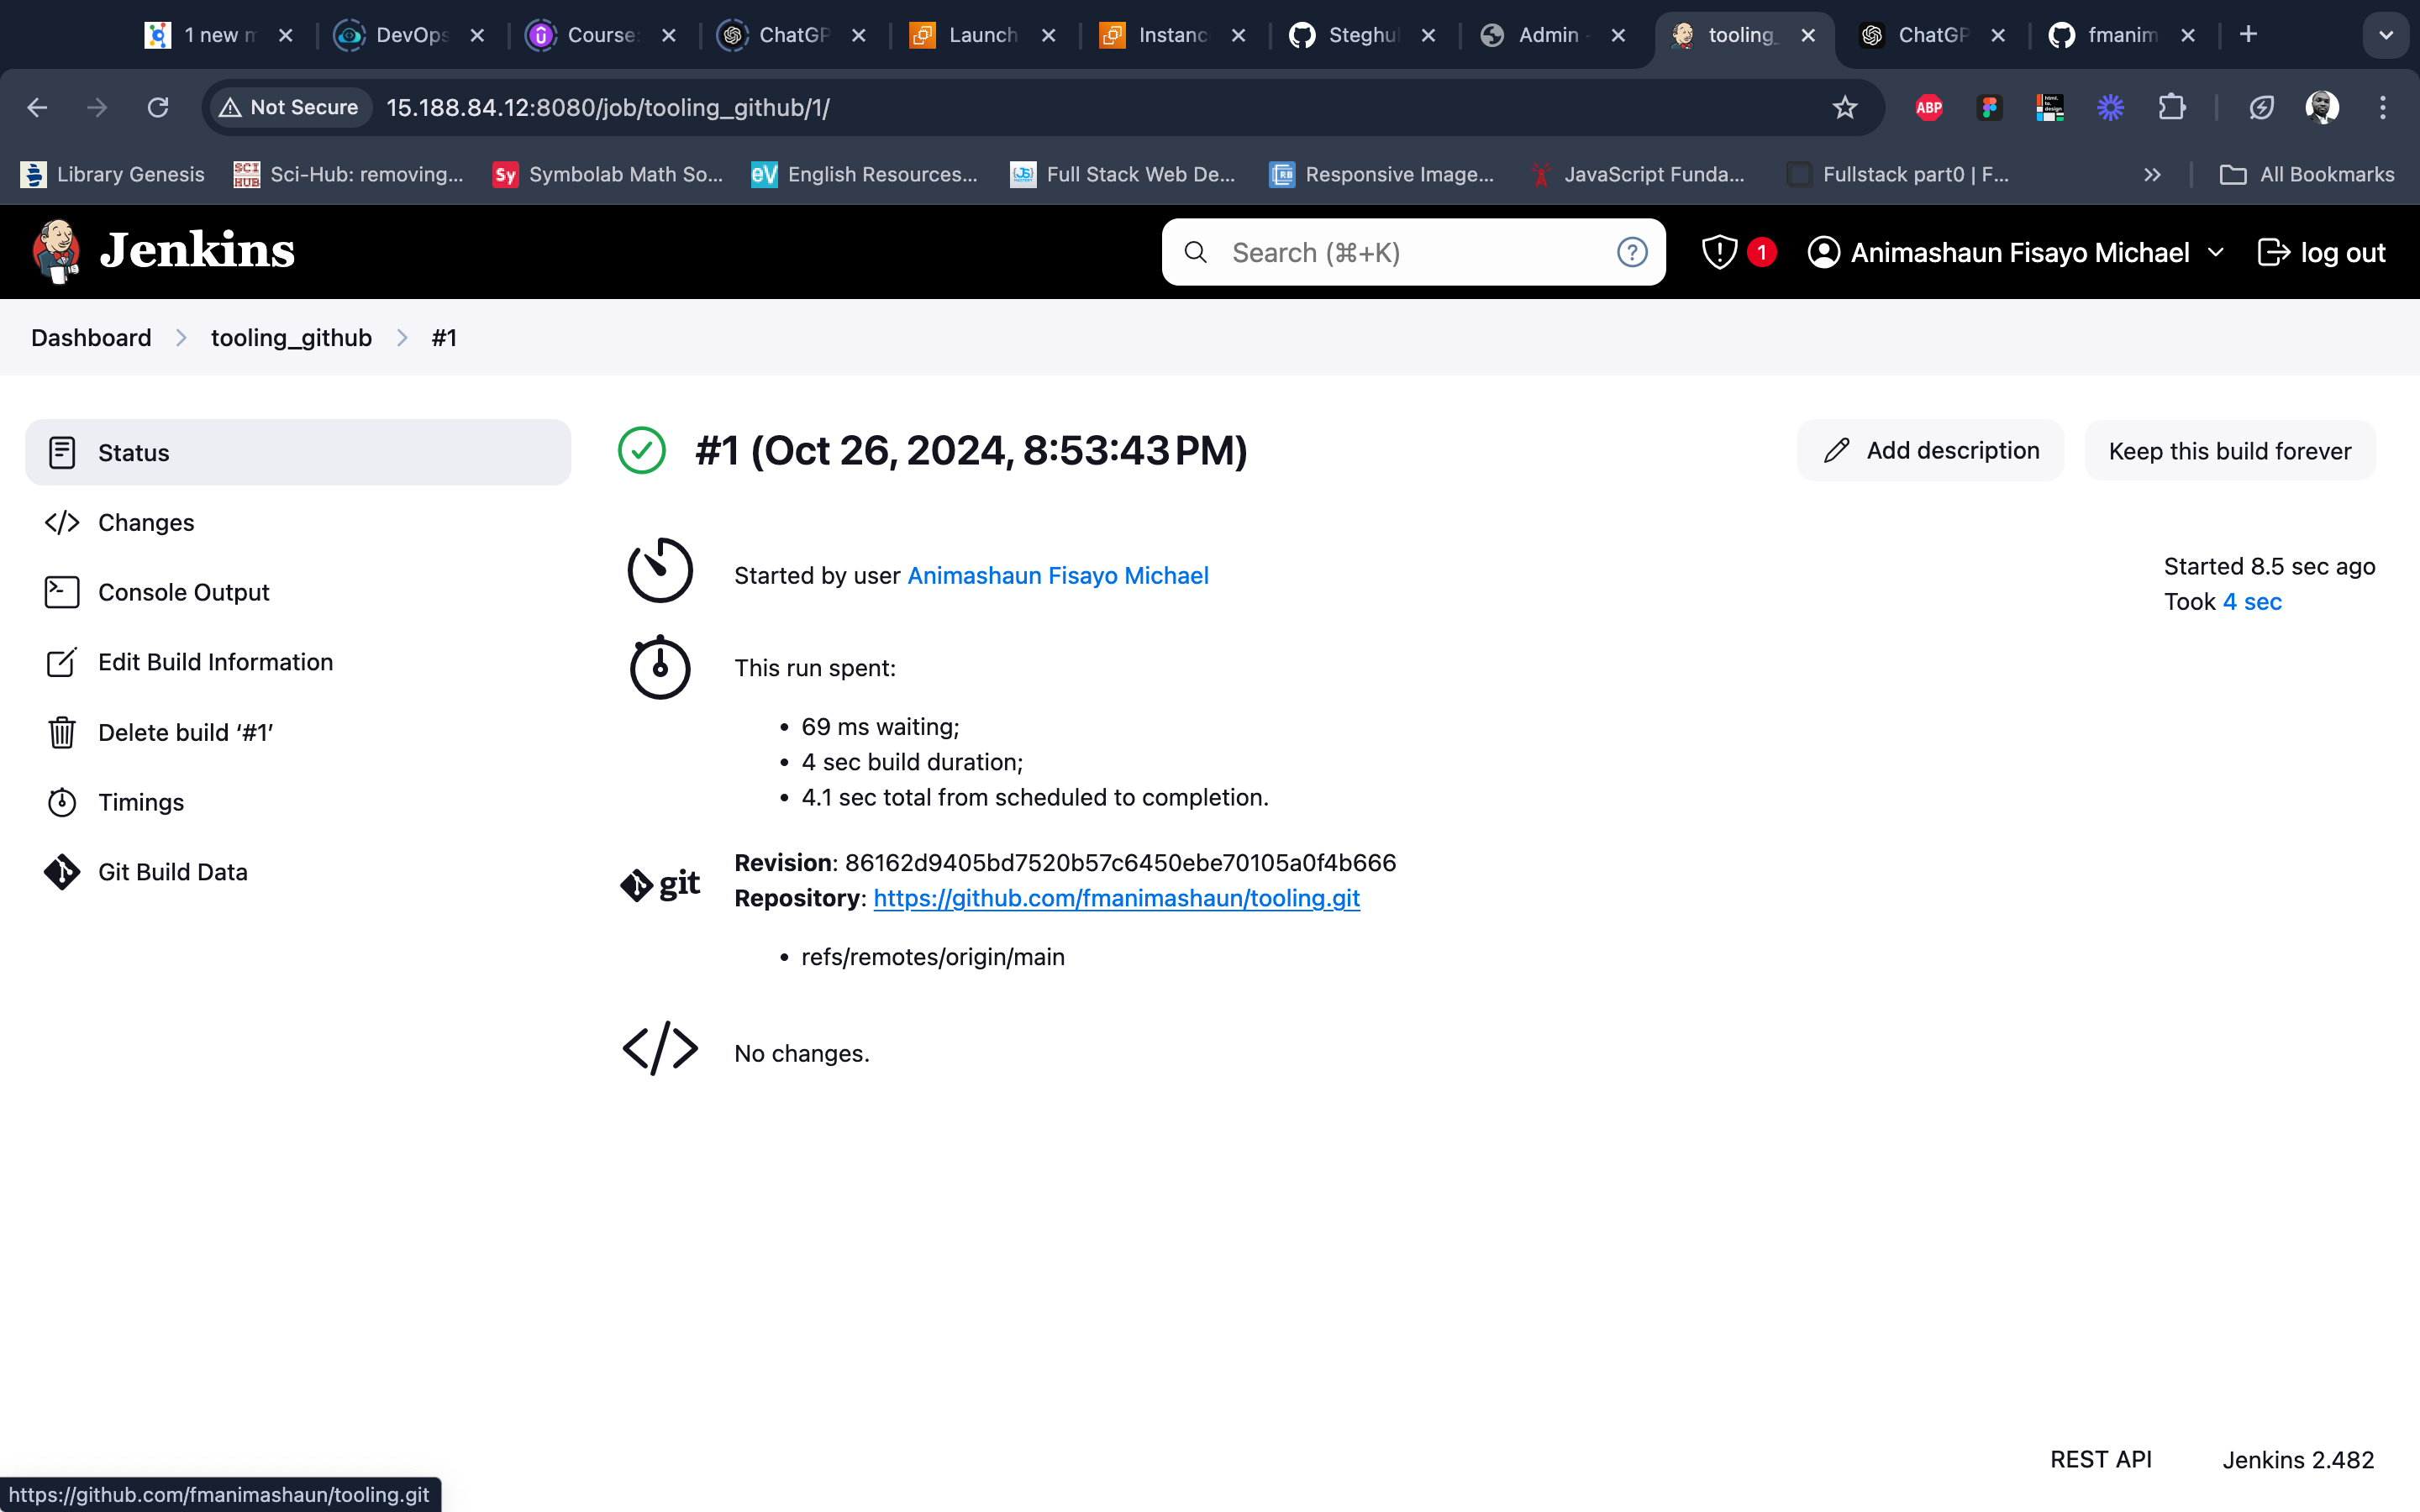 1 new m
DevOps
Course:
ChatGP
Launch
Instanc
Steghu
Admin -
tooling_
ChatGP
fmanim
Not Secure
15.188.84.12:8080/job/tooling_github/1/
ABP
Library Genesis
SCI HUB
Sci-Hub: removing...
Sy
Symbolab Math So...
eV
English Resources...
JS
Full Stack Web De...
RB
Responsive Image...
JavaScript Funda...
Fullstack part0 | F...
All Bookmarks
Jenkins
Search (⌘+K)
?
1
Animashaun Fisayo Michael
log out
Dashboard
tooling_github
#1
Status
Changes
Console Output
Edit Build Information
Delete build ‘#1’
Timings
Git Build Data
#1 (Oct 26, 2024, 8:53:43 PM)
Add description
Keep this build forever
Started by user Animashaun Fisayo Michael
Started 8.5 sec ago
Took 4 sec
This run spent:
• 69 ms waiting;
• 4 sec build duration;
• 4.1 sec total from scheduled to completion.
git
Revision: 86162d9405bd7520b57c6450ebe70105a0f4b666
Repository: https://github.com/fmanimashaun/tooling.git
• refs/remotes/origin/main
No changes.
REST API
Jenkins 2.482
https://github.com/fmanimashaun/tooling.git